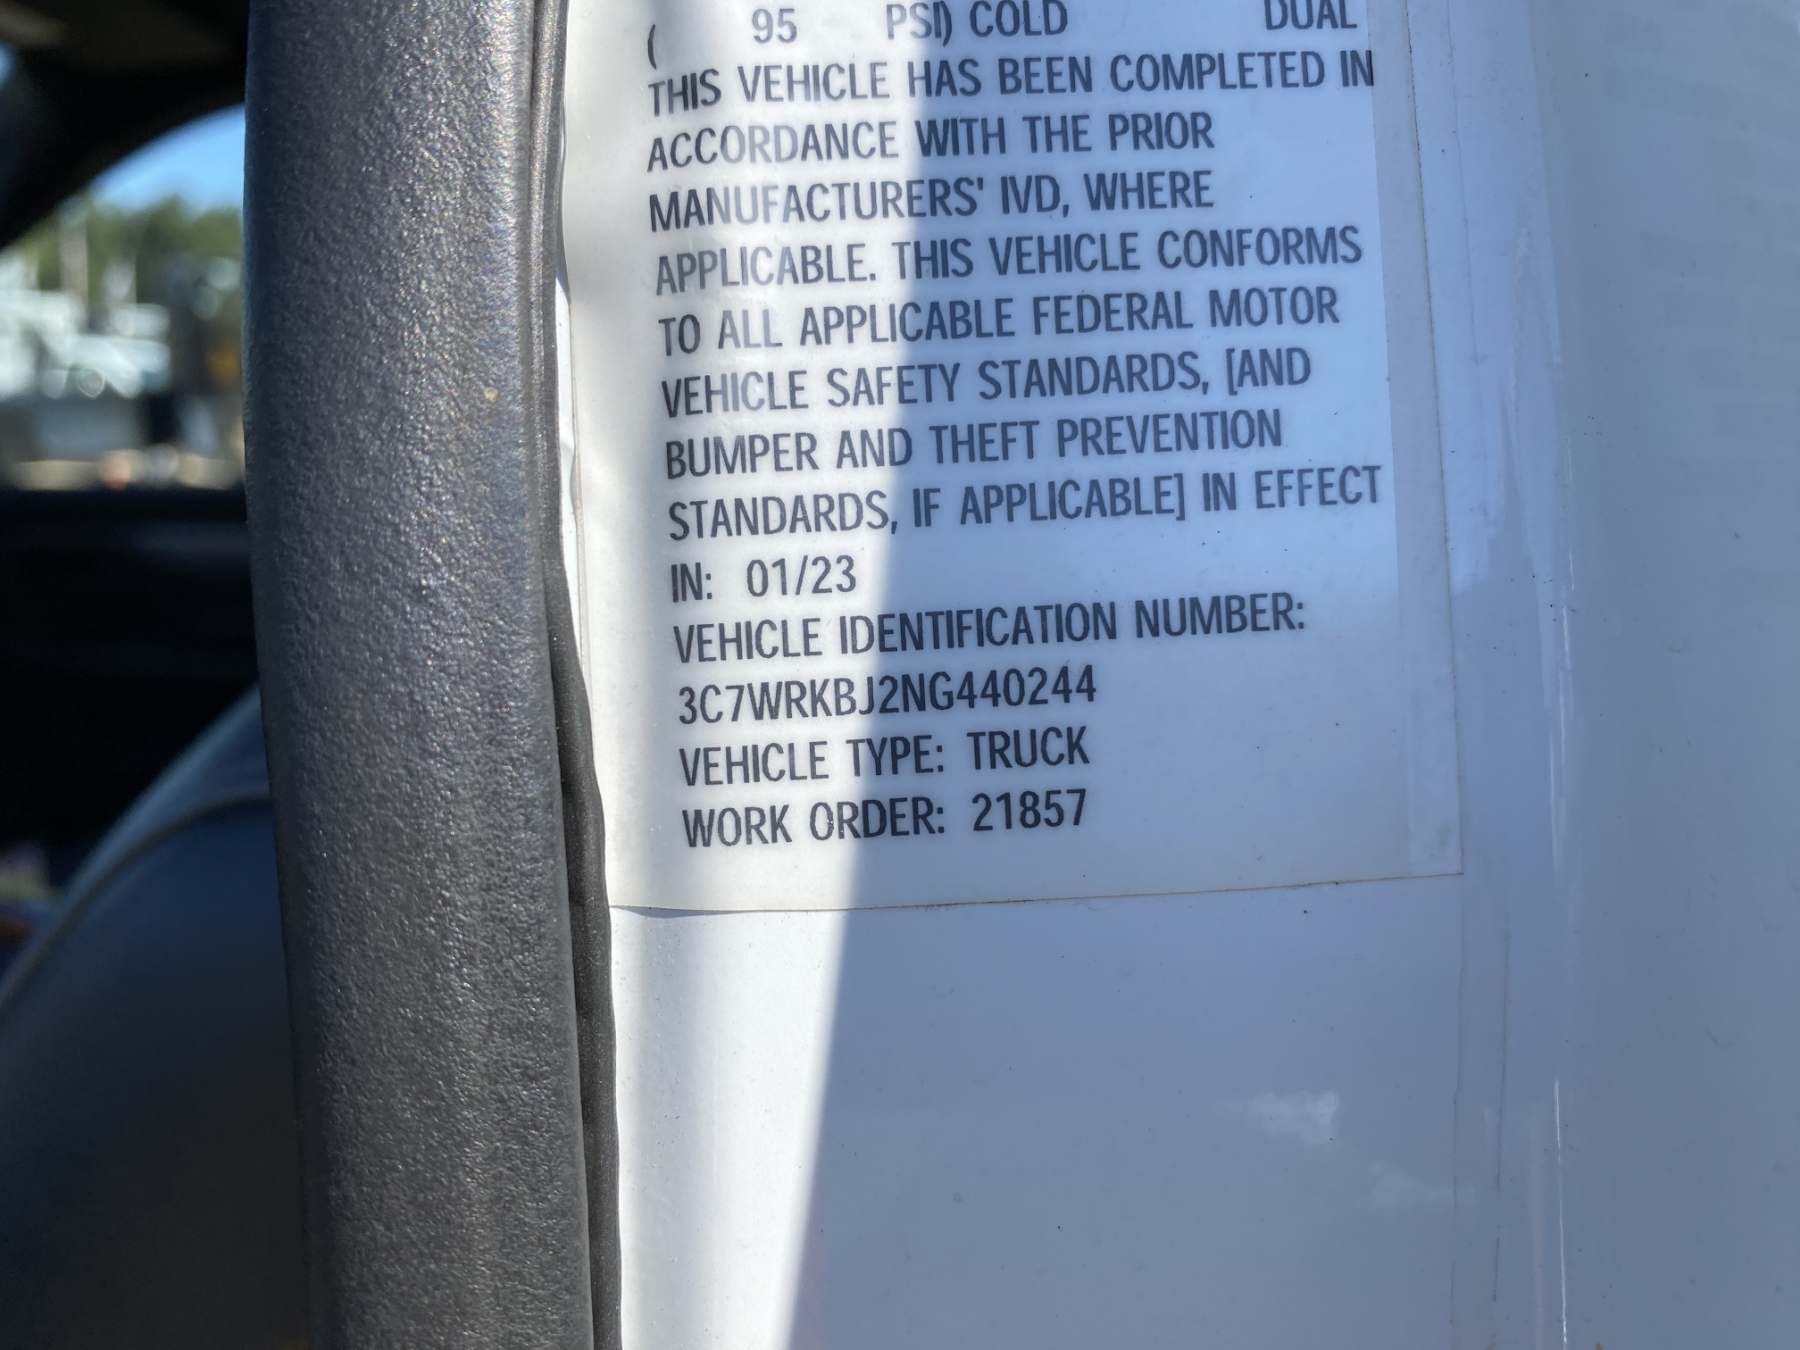 ( 95 PSI) COLD DUAL
THIS VEHICLE HAS BEEN COMPLETED IN
ACCORDANCE WITH THE PRIOR
MANUFACTURERS' IVD, WHERE
APPLICABLE. THIS VEHICLE CONFORMS
TO ALL APPLICABLE FEDERAL MOTOR
VEHICLE SAFETY STANDARDS, [AND
BUMPER AND THEFT PREVENTION
STANDARDS, IF APPLICABLE] IN EFFECT
IN: 01/23
VEHICLE IDENTIFICATION NUMBER:
3C7WRKBJ2NG440244
VEHICLE TYPE: TRUCK
WORK ORDER: 21857